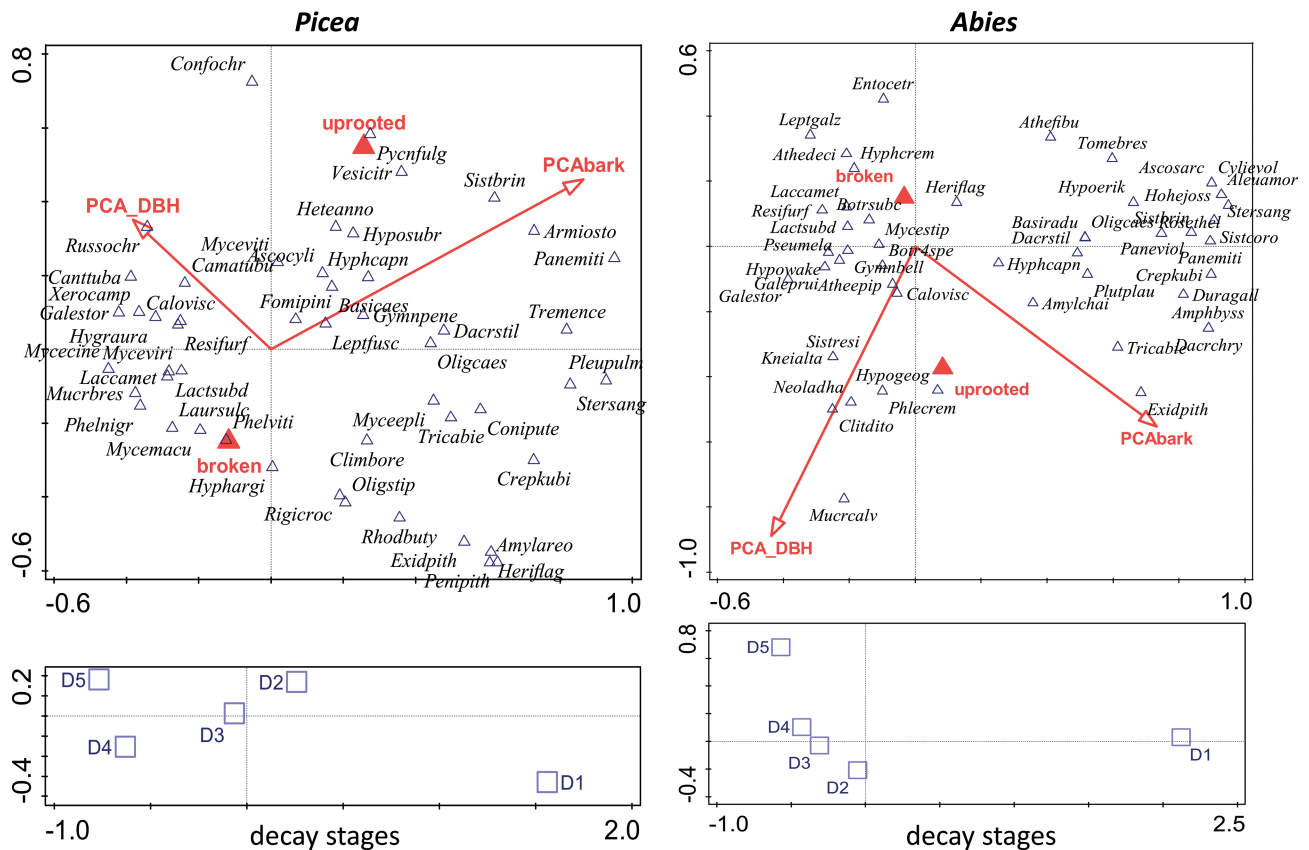 Picea
0.8
-0.6
-0.6
1.0
Confochr
uprooted
Pycnfulg
Vesicitr
PCAbark
Sistbrin
PCA_DBH
Heteanno
Russochr
Hyposubr
Armiosto
Myceviti
Ascocyli
Camatubu
Hyphcapn
Panemiti
Canttuba
Xerocamp
Calovisc
Galestor
Fomipini
Basicaes
Gymnpene
Dacrstil
Tremence
Hygraura
Resifurf
Leptfusc
Oligcaes
Mycecine
Myceviri
Pleupulm
Laccamet
Lactsubd
Stersang
Mucrbres
Laursulc
Phelviti
Myceepli
Conipute
Phelnigr
Tricabie
Mycemacu
broken
Climbore
Crepkubi
Hyphargi
Oligstip
Rigicroc
Rhodbuty
Amylareo
Exidpith
Heriflag
Penipith
0.2
-0.4
D5
D2
D3
D4
D1
-1.0
2.0
decay stages
Abies
0.6
-1.0
-0.6
1.0
Entocetr
Leptgalz
Athefibu
Athedeci
Hyphcrem
Tomebres
broken
Ascosarc
Cylievol
Aleuamor
Laccamet
Heriflag
Hypoerik
Hohejoss
Resifurf
Botrsubc
Stersang
Lactsubd
Mycestip
Basiradu
Oligcaes
Sistbrin
Rosethel
Pseumela
Botr4spe
Dacrstil
Paneviol
Sistcoro
Hypowake
Gymnbell
Hyphcapn
Panemiti
Galeprui
Atheepip
Plutplau
Crepkubi
Galestor
Calovisc
Amylchai
Duragall
Amphbyss
Sistresi
Tricabie
Dacrchry
Kneialta
Hypogeog
uprooted
Neoladha
Phlecrem
Exidpith
Clitdito
PCAbark
Mucrcalv
PCA_DBH
0.8
-0.4
D5
D4
D3
D2
D1
-1.0
2.5
decay stages